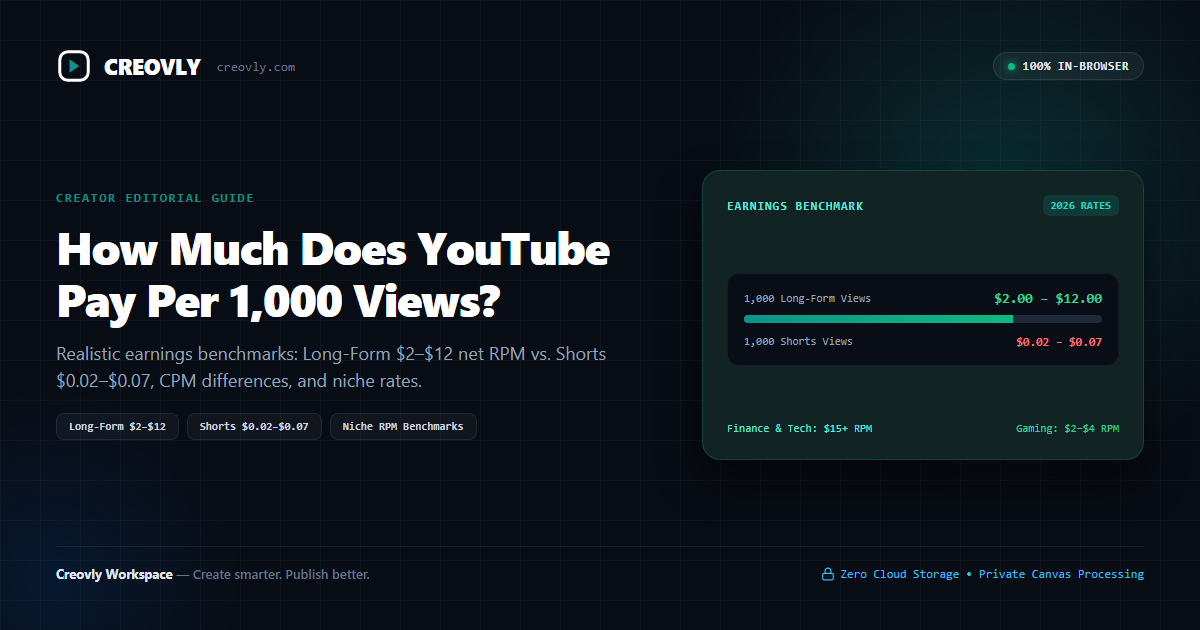 CREOVLY creovly.com
100% IN-BROWSER
CREATOR EDITORIAL GUIDE
How Much Does YouTube
Pay Per 1,000 Views?
Realistic earnings benchmarks: Long-Form $2–$12 net RPM vs. Shorts
$0.02–$0.07, CPM differences, and niche rates.
Long-Form $2–$12
Shorts $0.02–$0.07
Niche RPM Benchmarks
EARNINGS BENCHMARK
2026 RATES
1,000 Long-Form Views
$2.00 – $12.00
1,000 Shorts Views
$0.02 – $0.07
Finance & Tech: $15+ RPM
Gaming: $2–$4 RPM
Creovly Workspace — Create smarter. Publish better.
Zero Cloud Storage • Private Canvas Processing